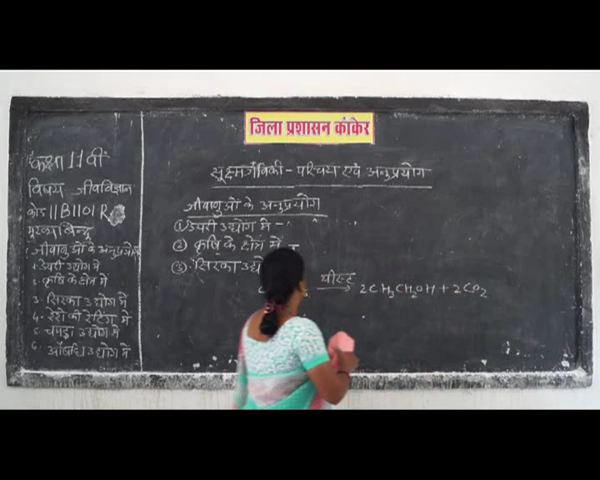 जिला प्रशासन कांकेर
कक्षा 11वीं
विषय जीवविज्ञान
कोड 11B1101R
मुख्य बिन्दु
जीवाणुओं के अनुप्रयोग
1. डेयरी उद्योग में
2. कृषि के क्षेत्र में
3. सिरका उद्योग में
4. रेशे की रेटिंग में
5. चमड़ा उद्योग में
6. औषधि उद्योग में
सूक्ष्मजैविकी - परिचय एवं अनुप्रयोग
जीवाणुओं के अनुप्रयोग
① डेयरी उद्योग में -
② कृषि के क्षेत्र में -
③ सिरका
यीस्ट
2CH₃CH₂OH + 2CO₂